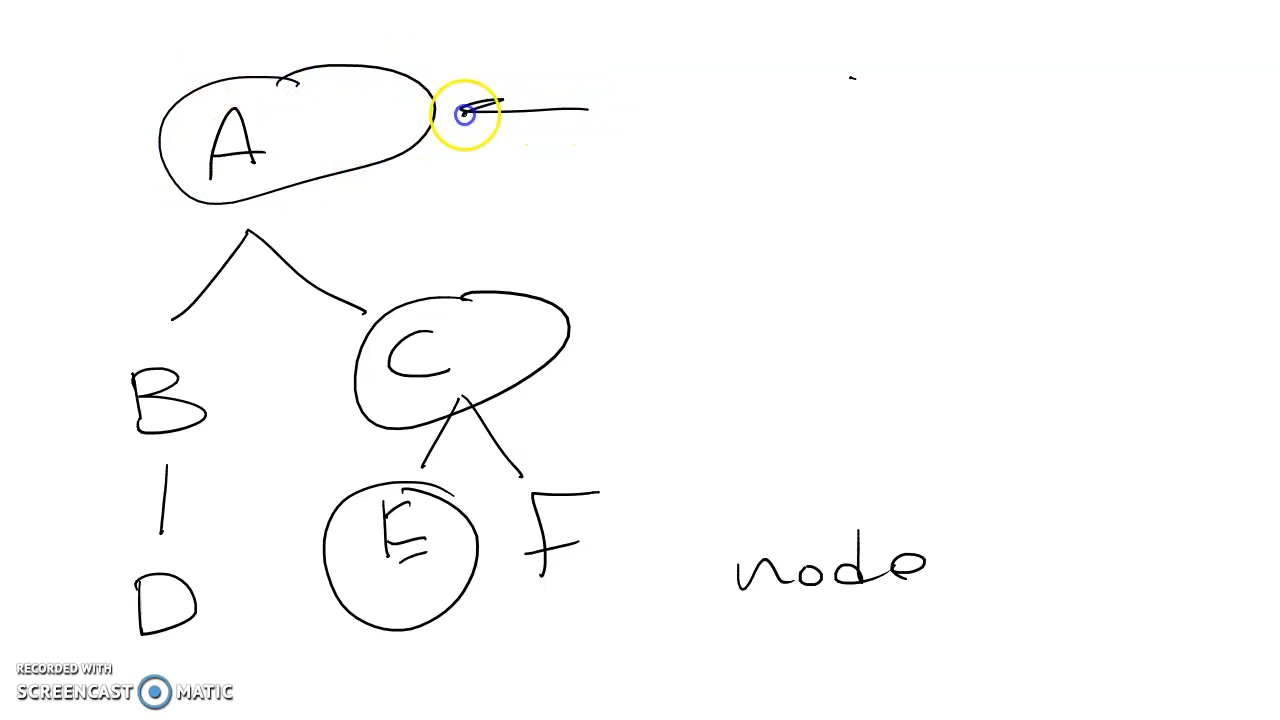 A
B C
D E F
node
RECORDED WITH
SCREENCAST MATIC